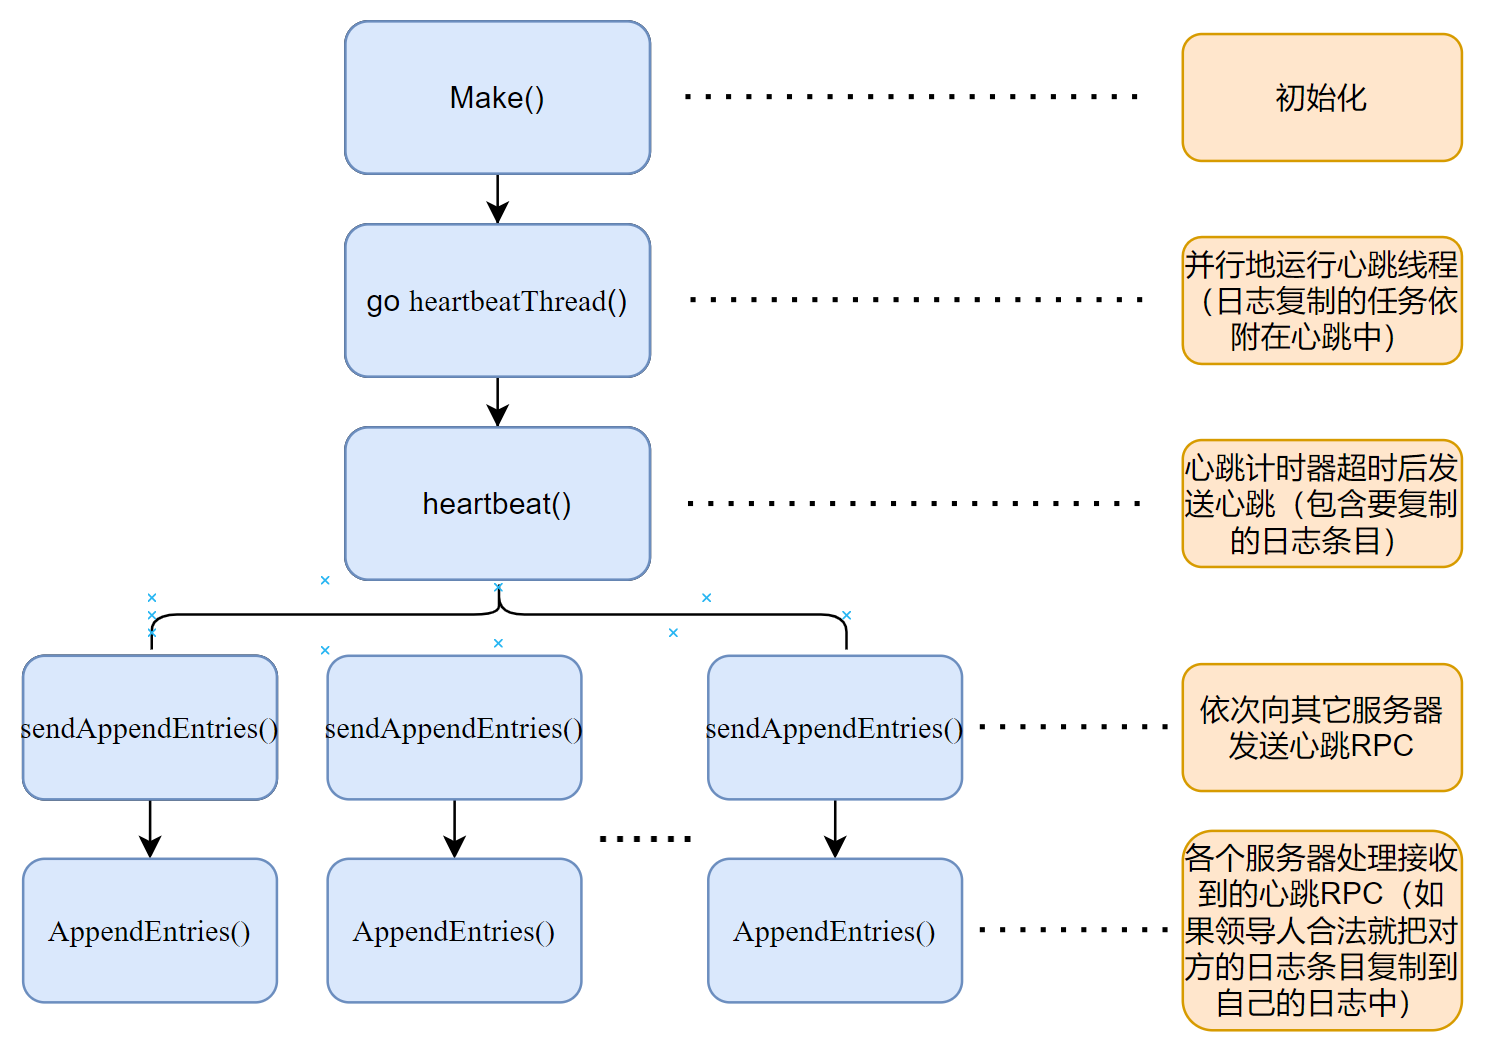 Make()
初始化
go heartbeatThread()
并行地运行心跳线程
（日志复制的任务依
附在心跳中）
heartbeat()
心跳计时器超时后发
送心跳（包含要复制
的日志条目）
sendAppendEntries()
sendAppendEntries()
sendAppendEntries()
依次向其它服务器
发送心跳RPC
AppendEntries()
AppendEntries()
AppendEntries()
各个服务器处理接收
到的心跳RPC（如
果领导人合法就把对
方的日志条目复制到
自己的日志中）